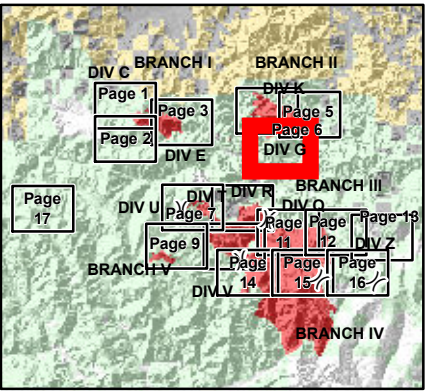 BRANCH I
BRANCH II
DIV C
DIV K
Page 1
Page 3
Page 5
Page 6
Page 2
DIV G
DIV E
BRANCH III
Page
17
DIV R
DIV U
Page 7
DIV O
Page 13
Page
11
Page
12
DIV Z
Page 9
BRANCH V
Page
14
Page
15
Page
16
DIV V
BRANCH IV